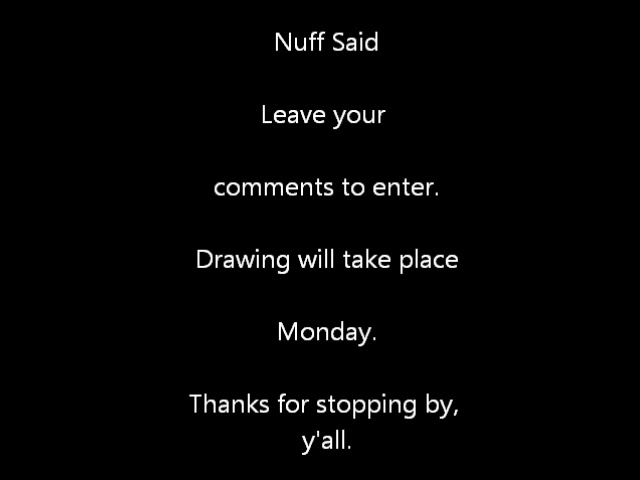 Nuff Said
Leave your
comments to enter.
Drawing will take place
Monday.
Thanks for stopping by,
y'all.